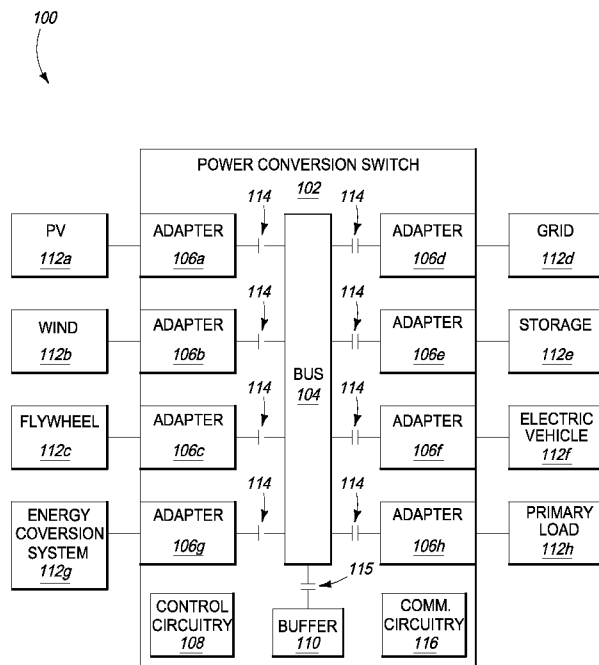 100
POWER CONVERSION SWITCH
102
114
114
PV
112a
ADAPTER
106a
ADAPTER
106d
GRID
112d
114
114
WIND
112b
ADAPTER
106b
ADAPTER
106e
STORAGE
112e
BUS
104
114
114
FLYWHEEL
112c
ADAPTER
106c
ADAPTER
106f
ELECTRIC
VEHICLE
112f
114
114
ENERGY
COVERSION
SYSTEM
112g
ADAPTER
106g
ADAPTER
106h
PRIMARY
LOAD
112h
115
CONTROL
CIRCUITRY
108
BUFFER
110
COMM.
CIRCUITRY
116